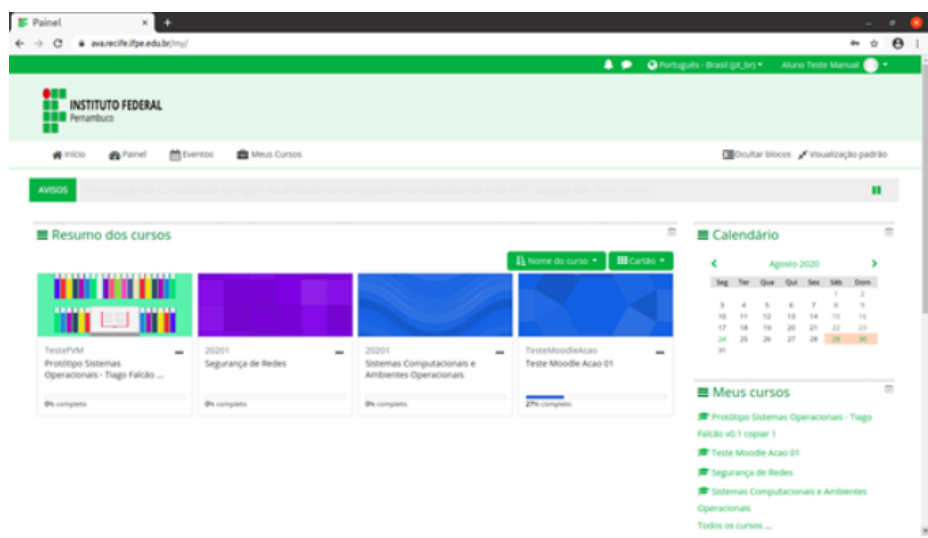 Painel
ava.recife.ifpe.edu.br/my/
Português - Brasil (pt_br)
Aluno Teste Manual
INSTITUTO FEDERAL
Pernambuco
Início
Painel
Eventos
Meus Cursos
Ocultar blocos
Visualização padrão
AVISOS
Resumo dos cursos
Nome do curso
Cartão
TesteFVM
Protótipo Sistemas
Operacionais - Tiago Falcão ...
0% completo
20201
Segurança de Redes
0% completo
20201
Sistemas Computacionais e
Ambientes Operacionais
0% completo
TesteMoodleAcao
Teste Moodle Acao 01
27% completo
Calendário
Agosto 2020
Seg Ter Qua Qui Sex Sáb Dom
1 2
3 4 5 6 7 8 9
10 11 12 13 14 15 16
17 18 19 20 21 22 23
24 25 26 27 28 29 30
31
Meus cursos
Protótipo Sistemas Operacionais - Tiago
Falcão v0.1 copiar 1
Teste Moodle Acao 01
Segurança de Redes
Sistemas Computacionais e Ambientes
Operacionais
Todos os cursos ...